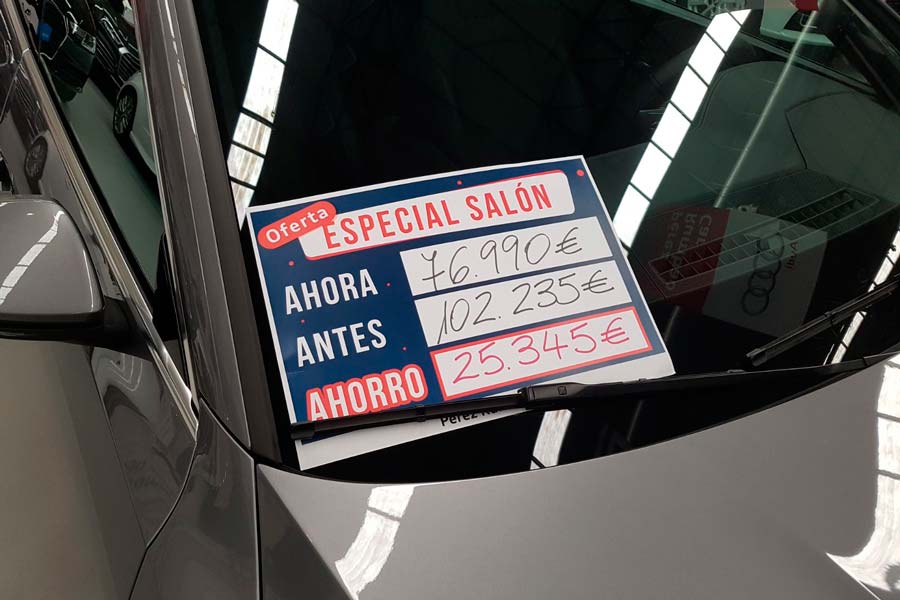 Oferta
ESPECIAL SALÓN
AHORA 76.990€
ANTES 102.235€
AHORRO 25.345€